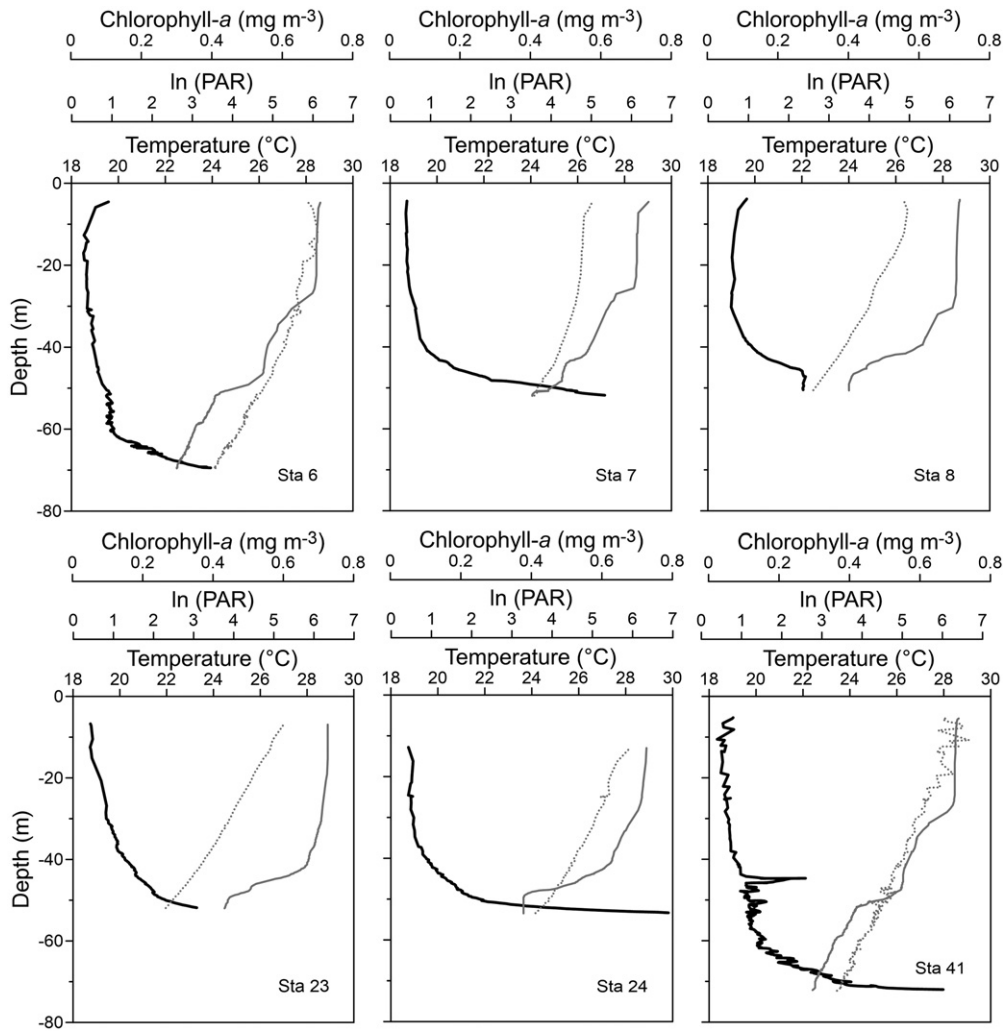 Chlorophyll-a (mg m-3) Chlorophyll-a (mg m-3) Chlorophyll-a (mg m-3)
0 0.2 0.4 0.6 0.8 0 0.2 0.4 0.6 0.8 0 0.2 0.4 0.6 0.8
ln (PAR) ln (PAR) ln (PAR)
0 1 2 3 4 5 6 7 0 1 2 3 4 5 6 7 0 1 2 3 4 5 6 7
Temperature (°C) Temperature (°C) Temperature (°C)
18 20 22 24 26 28 30 18 20 22 24 26 28 30 18 20 22 24 26 28 30
0
-20
Depth (m)
-40
-60
Sta 6 Sta 7 Sta 8
-80
Chlorophyll-a (mg m-3) Chlorophyll-a (mg m-3) Chlorophyll-a (mg m-3)
0 0.2 0.4 0.6 0.8 0 0.2 0.4 0.6 0.8 0 0.2 0.4 0.6 0.8
ln (PAR) ln (PAR) ln (PAR)
0 1 2 3 4 5 6 7 0 1 2 3 4 5 6 7 0 1 2 3 4 5 6 7
Temperature (°C) Temperature (°C) Temperature (°C)
18 20 22 24 26 28 30 18 20 22 24 26 28 30 18 20 22 24 26 28 30
0
-20
Depth (m)
-40
-60
Sta 23 Sta 24 Sta 41
-80